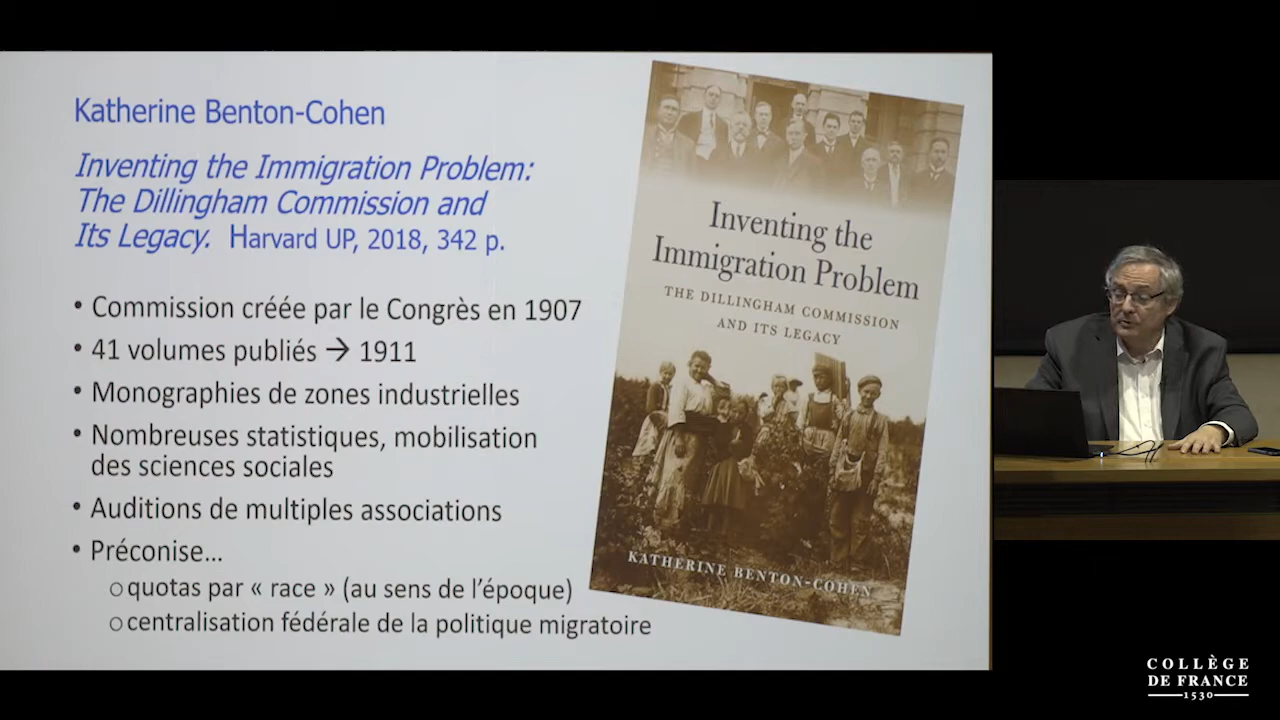 Katherine Benton-Cohen
Inventing the Immigration Problem:
The Dillingham Commission and
Its Legacy. Harvard UP, 2018, 342 p.
• Commission créée par le Congrès en 1907
• 41 volumes publiés → 1911
• Monographies de zones industrielles
• Nombreuses statistiques, mobilisation
des sciences sociales
• Auditions de multiples associations
• Préconise...
o quotas par « race » (au sens de l'époque)
o centralisation fédérale de la politique migratoire
Inventing the
Immigration Problem
THE DILLINGHAM COMMISSION
AND ITS LEGACY
KATHERINE BENTON-COHEN
COLLÈGE
DE FRANCE
1530